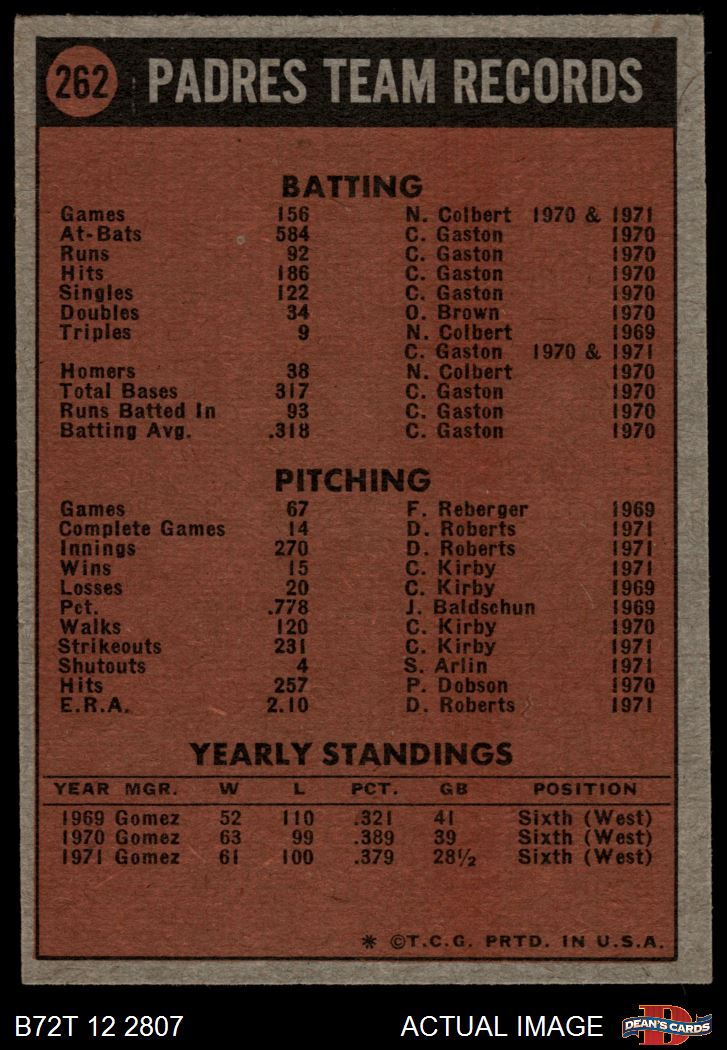 262 PADRES TEAM RECORDS
BATTING
Games 156 N. Colbert 1970 & 1971
At-Bats 584 C. Gaston 1970
Runs 92 C. Gaston 1970
Hits 186 C. Gaston 1970
Singles 122 C. Gaston 1970
Doubles 34 O. Brown 1970
Triples 9 N. Colbert 1969
C. Gaston 1970 & 1971
Homers 38 N. Colbert 1970
Total Bases 317 C. Gaston 1970
Runs Batted In 93 C. Gaston 1970
Batting Avg. .318 C. Gaston 1970
PITCHING
Games 67 F. Reberger 1969
Complete Games 14 D. Roberts 1971
Innings 270 D. Roberts 1971
Wins 15 C. Kirby 1971
Losses 20 C. Kirby 1969
Pct. .778 J. Baldschun 1969
Walks 120 C. Kirby 1970
Strikeouts 231 C. Kirby 1971
Shutouts 4 S. Arlin 1971
Hits 257 P. Dobson 1970
E.R.A. 2.10 D. Roberts 1971
YEARLY STANDINGS
YEAR MGR. W L PCT. GB POSITION
1969 Gomez 52 110 .321 41 Sixth (West)
1970 Gomez 63 99 .389 39 Sixth (West)
1971 Gomez 61 100 .379 28½ Sixth (West)
* ©T.C.G. PRTD. IN U.S.A.
B72T 12 2807 ACTUAL IMAGE D DEAN'S CARDS